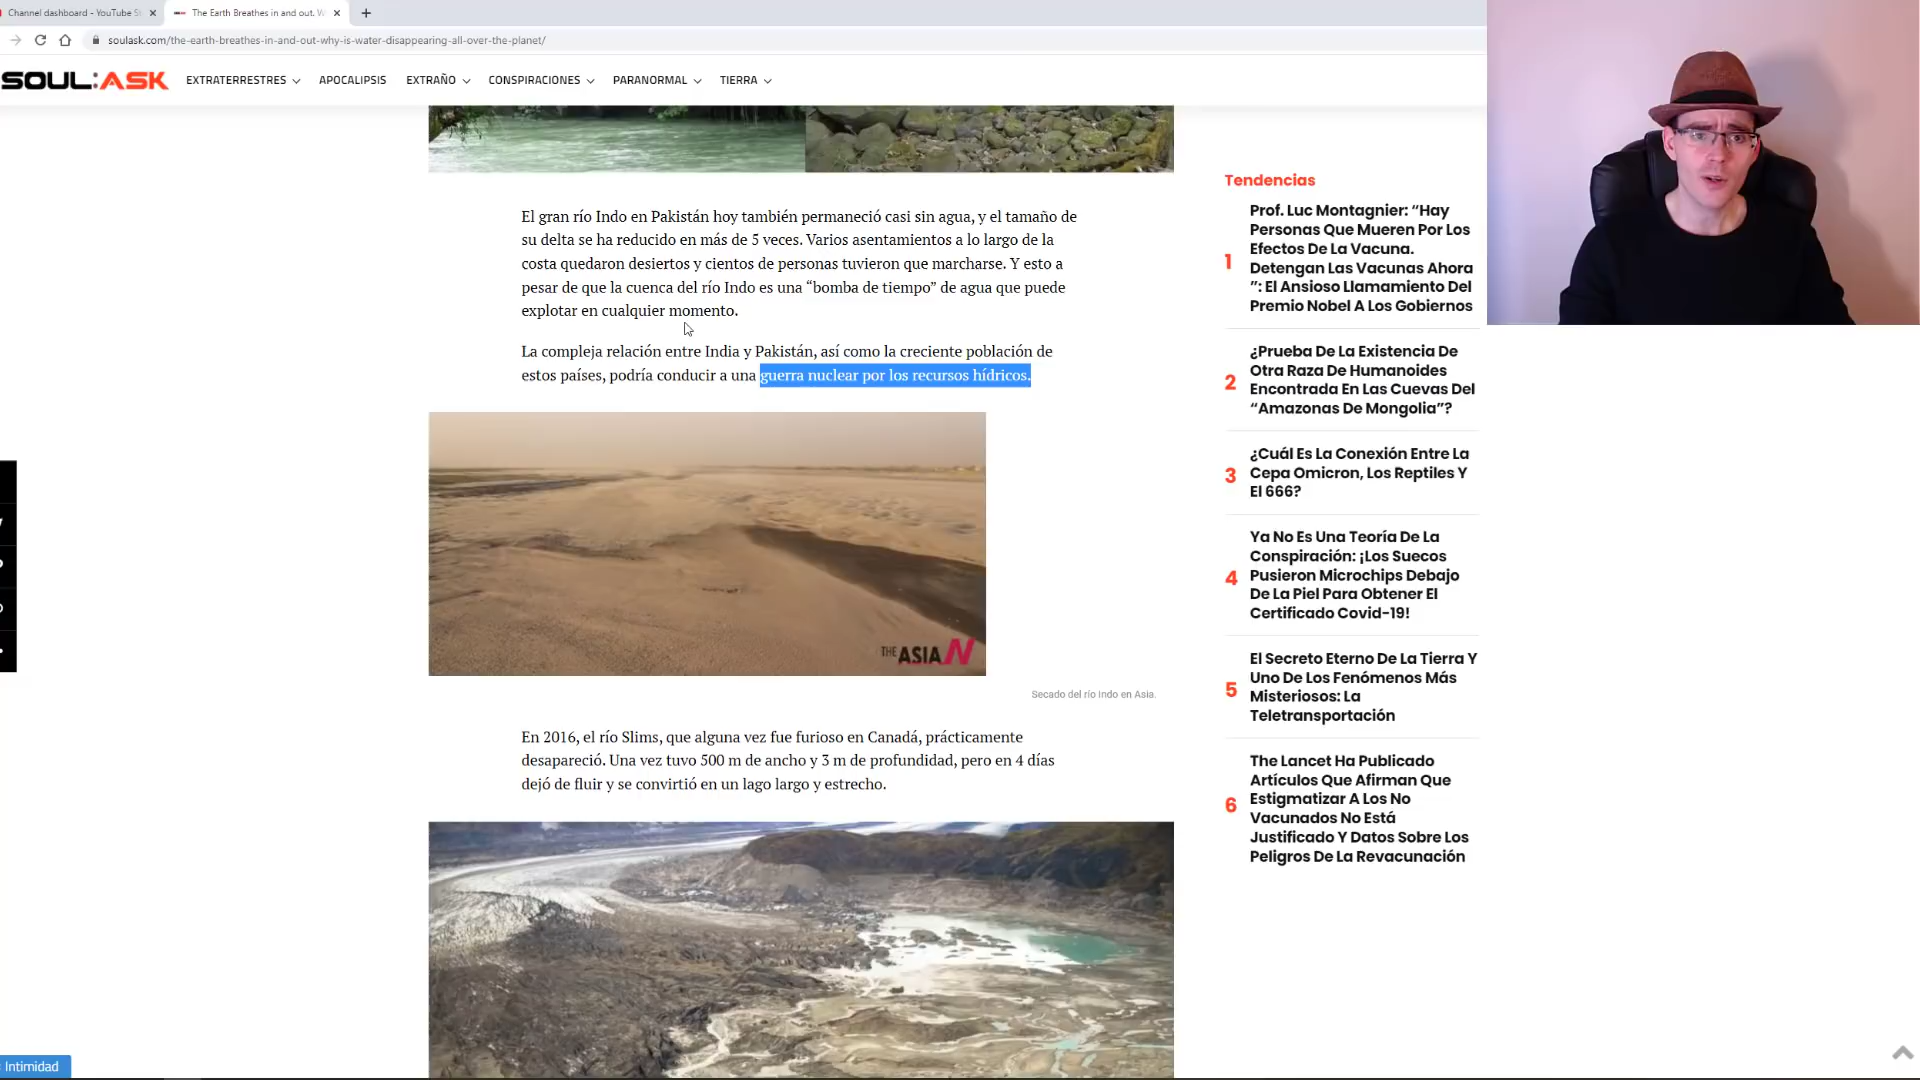 Channel dashboard - YouTube St
The Earth Breathes in and out. W
soulask.com/the-earth-breathes-in-and-out-why-is-water-disappearing-all-over-the-planet/
SOUL:ASK
EXTRATERRESTRES
APOCALIPSIS
EXTRAÑO
CONSPIRACIONES
PARANORMAL
TIERRA
El gran río Indo en Pakistán hoy también permaneció casi sin agua, y el tamaño de
su delta se ha reducido en más de 5 veces. Varios asentamientos a lo largo de la
costa quedaron desiertos y cientos de personas tuvieron que marcharse. Y esto a
pesar de que la cuenca del río Indo es una “bomba de tiempo” de agua que puede
explotar en cualquier momento.
La compleja relación entre India y Pakistán, así como la creciente población de
estos países, podría conducir a una guerra nuclear por los recursos hídricos.
THE ASIAN
Secado del río Indo en Asia.
En 2016, el río Slims, que alguna vez fue furioso en Canadá, prácticamente
desapareció. Una vez tuvo 500 m de ancho y 3 m de profundidad, pero en 4 días
dejó de fluir y se convirtió en un lago largo y estrecho.
Tendencias
1
Prof. Luc Montagnier: “Hay
Personas Que Mueren Por Los
Efectos De La Vacuna.
Detengan Las Vacunas Ahora
”: El Ansioso Llamamiento Del
Premio Nobel A Los Gobiernos
2
¿Prueba De La Existencia De
Otra Raza De Humanoides
Encontrada En Las Cuevas Del
“Amazonas De Mongolia”?
3
¿Cuál Es La Conexión Entre La
Cepa Omicron, Los Reptiles Y
El 666?
4
Ya No Es Una Teoría De La
Conspiración: ¡Los Suecos
Pusieron Microchips Debajo
De La Piel Para Obtener El
Certificado Covid-19!
5
El Secreto Eterno De La Tierra Y
Uno De Los Fenómenos Más
Misteriosos: La
Teletransportación
6
The Lancet Ha Publicado
Artículos Que Afirman Que
Estigmatizar A Los No
Vacunados No Está
Justificado Y Datos Sobre Los
Peligros De La Revacunación
Intimidad